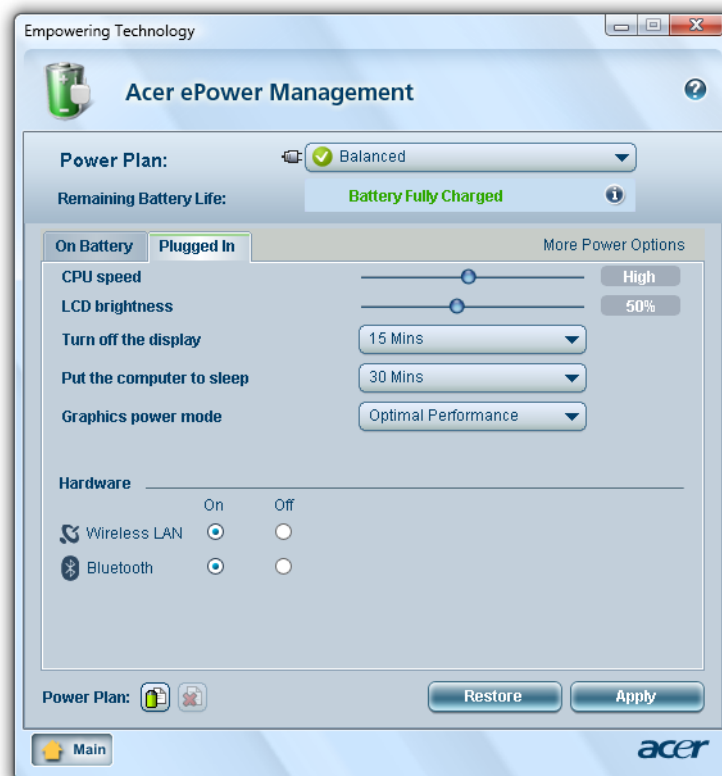 Empowering Technology
Acer ePower Management
Power Plan: Balanced
Remaining Battery Life: Battery Fully Charged
On Battery Plugged In More Power Options
CPU speed High
LCD brightness 50%
Turn off the display 15 Mins
Put the computer to sleep 30 Mins
Graphics power mode Optimal Performance
Hardware
On Off
Wireless LAN
Bluetooth
Power Plan: Restore Apply
Main acer